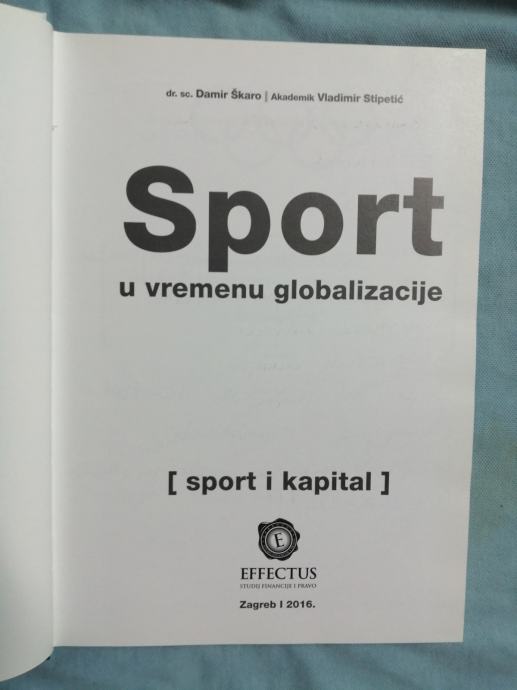 dr. sc. Damir Škaro | Akademik Vladimir Stipetić
Sport
u vremenu globalizacije
[ sport i kapital ]
E
EFFECTUS
STUDIJ FINANCIJE I PRAVO
Zagreb I 2016.